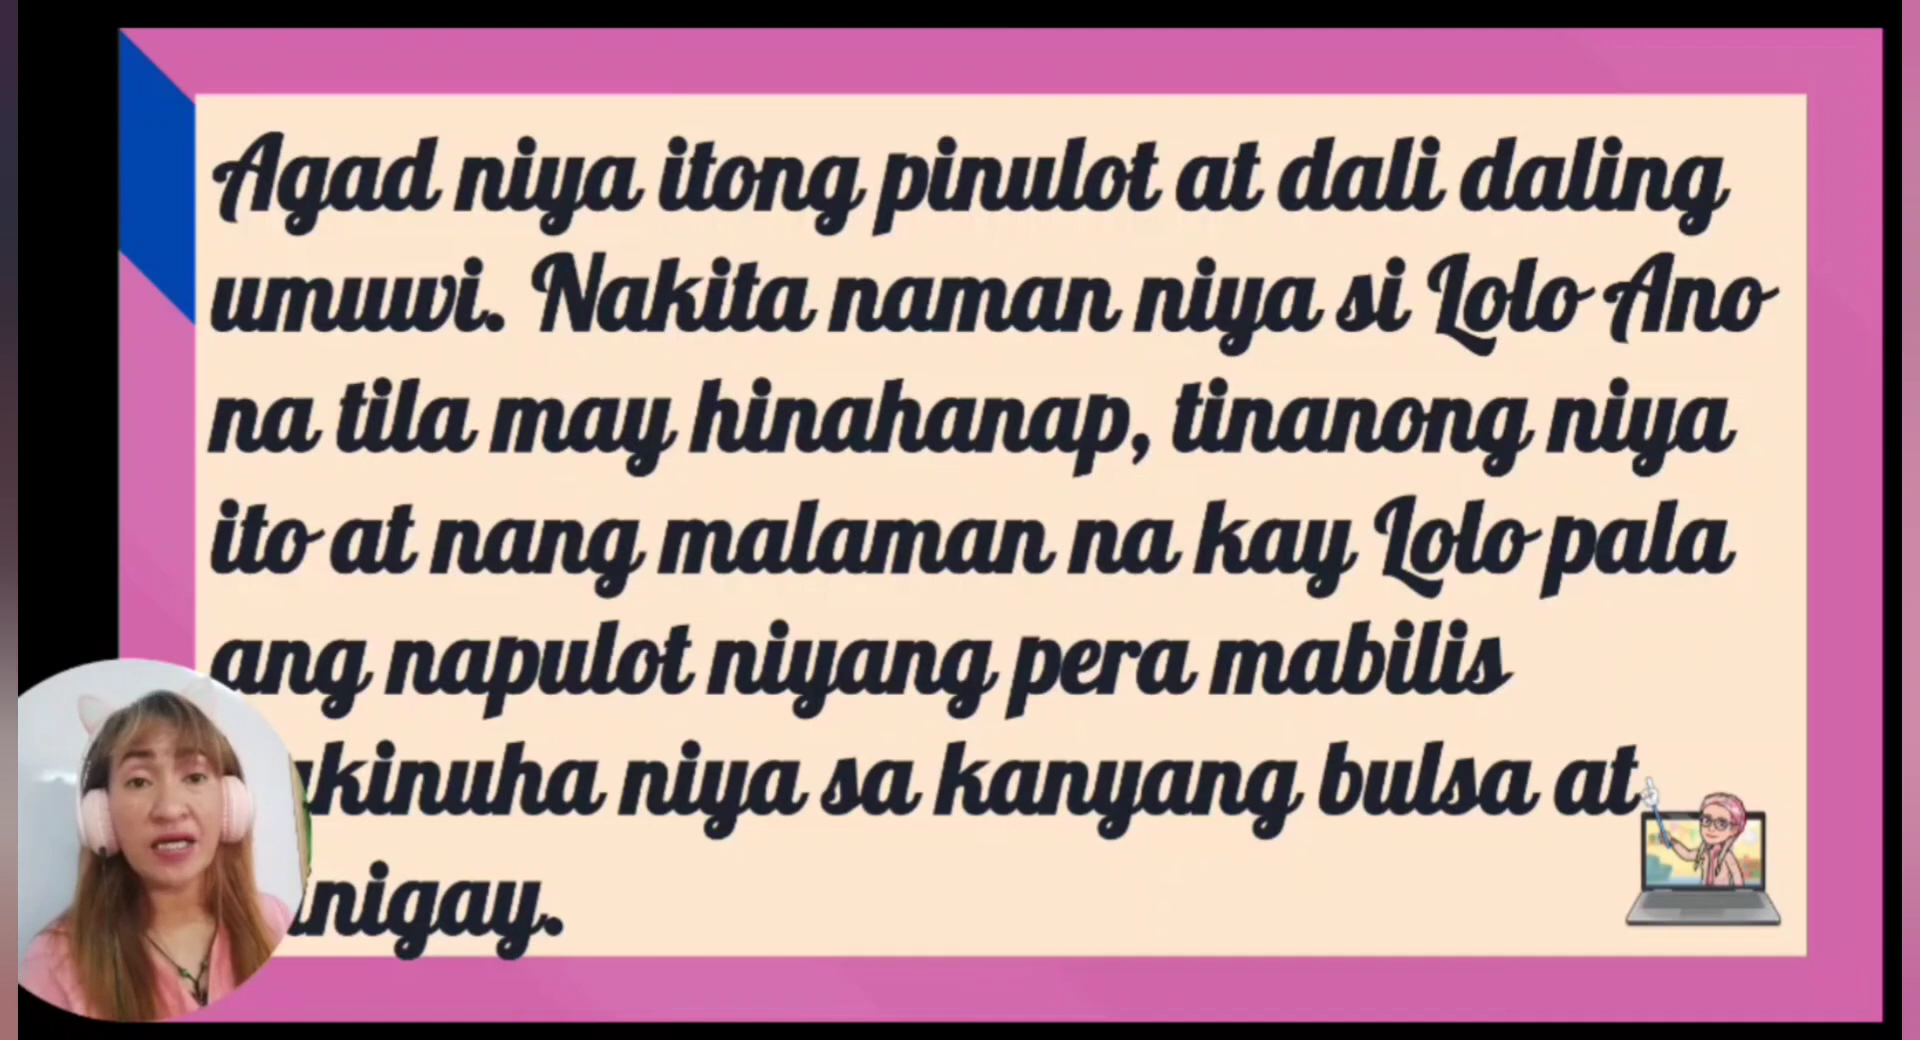 Agad niya itong pinulot at dali daling
umuwi. Nakita naman niya si Lolo Ano
na tila may hinahanap, tinanong niya
ito at nang malaman na kay Lolo pala
ang napulot niyang pera mabilis
niya sa kanyang bulsa at